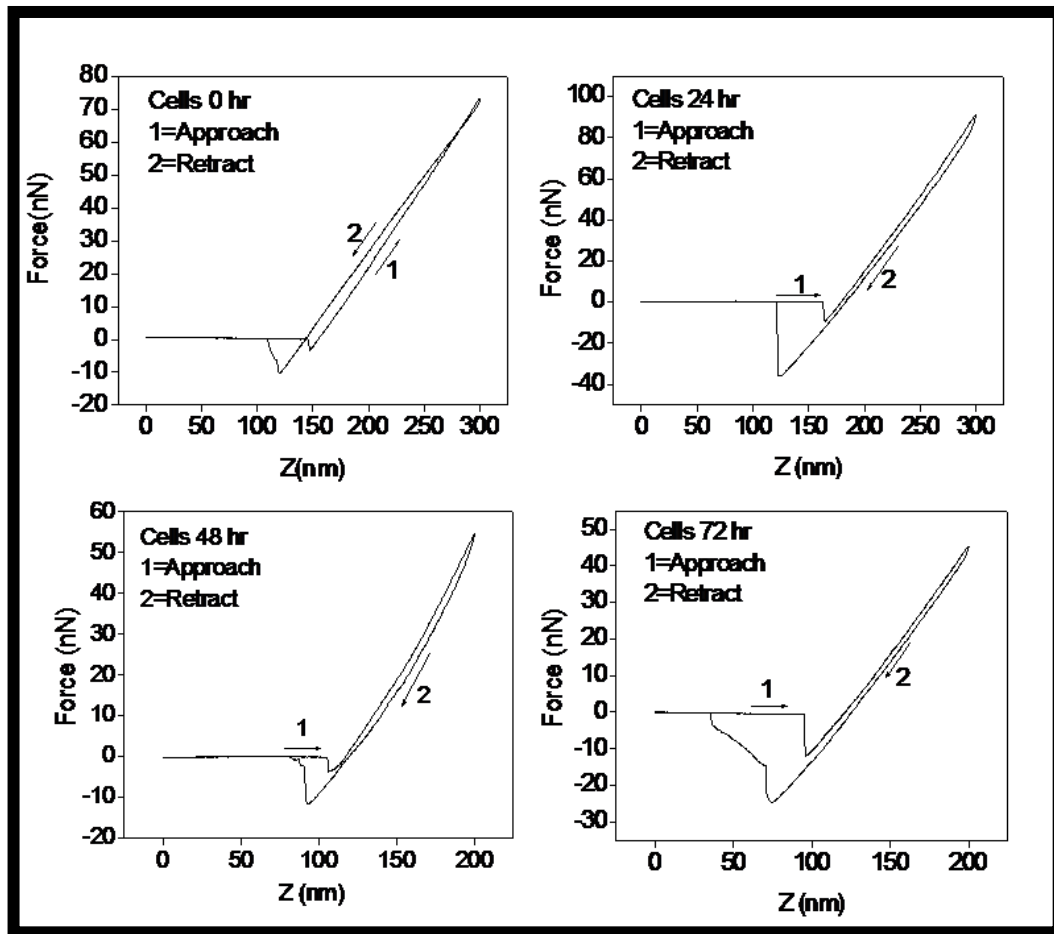 Cells 0 hr
1=Approach
2=Retract
80
70
60
50
40
30
20
10
0
-10
-20
Force(nN)
2
1
0 50 100 150 200 250 300
Z(nm)
Cells 24 hr
1=Approach
2=Retract
100
80
60
40
20
0
-20
-40
Force (nN)
1
2
0 50 100 150 200 250 300
Z (nm)
Cells 48 hr
1=Approach
2=Retract
60
50
40
30
20
10
0
-10
-20
Force (nN)
1
2
0 50 100 150 200
Z (nm)
Cells 72 hr
1=Approach
2=Retract
50
40
30
20
10
0
-10
-20
-30
Force (nN)
1
2
0 50 100 150 200
Z (nm)